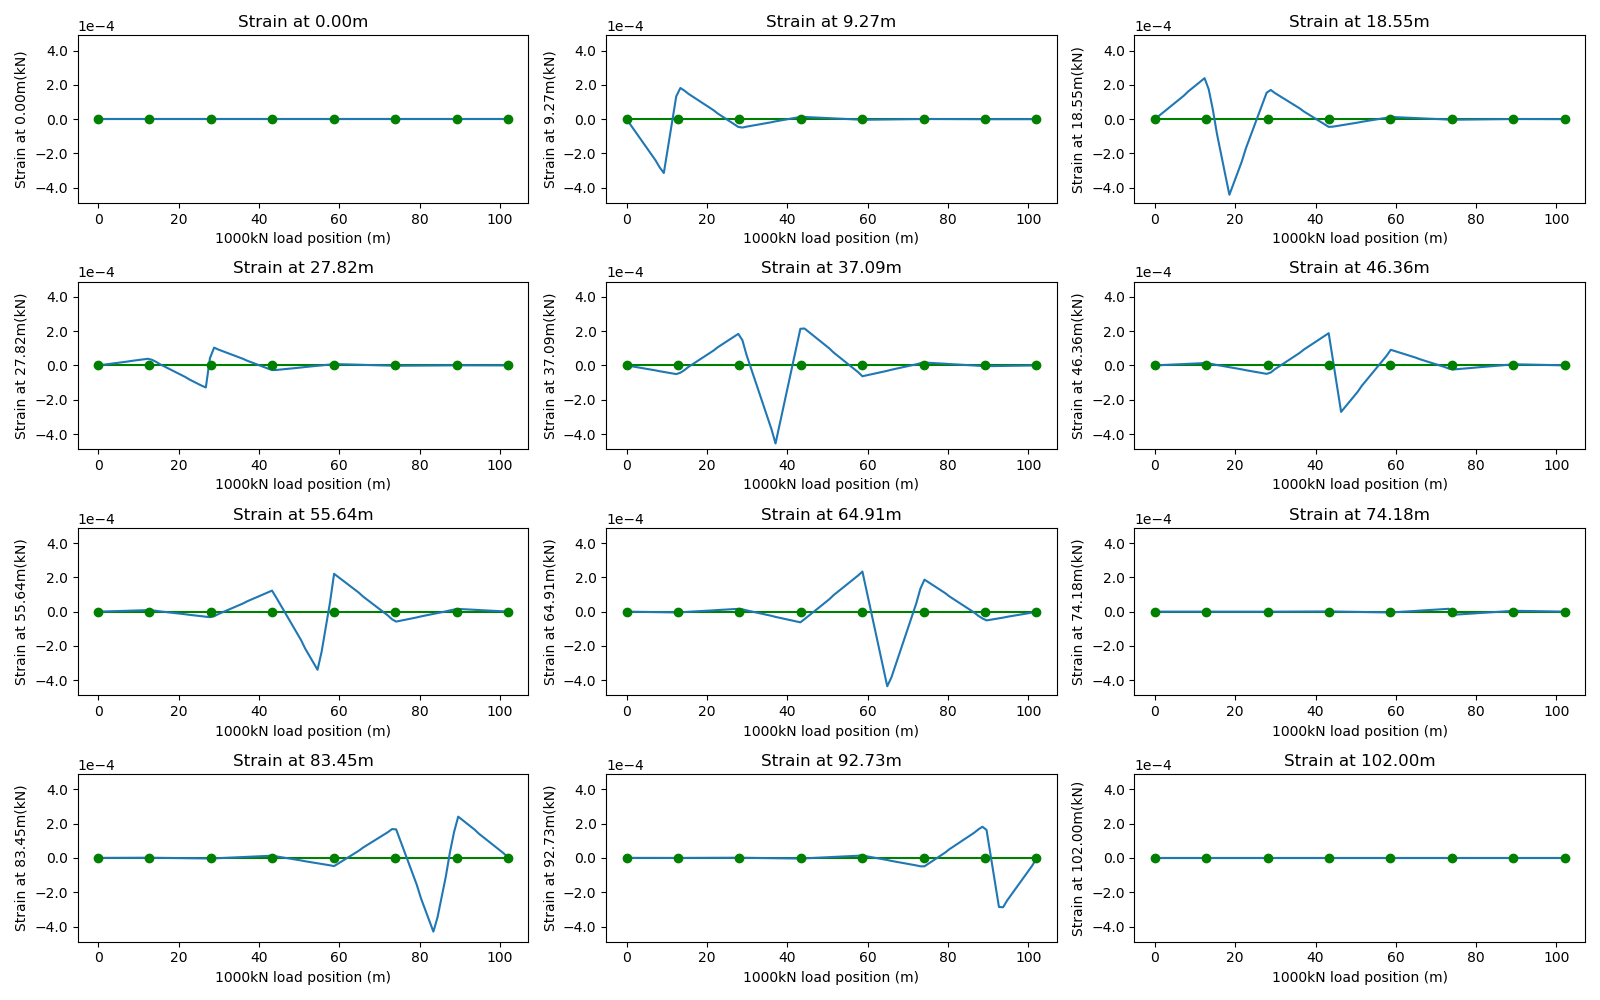 Strain at 0.00m
1e−4
Strain at 0.00m(kN)
4.0
2.0
0.0
−2.0
−4.0
0 20 40 60 80 100
1000kN load position (m)
Strain at 9.27m
1e−4
Strain at 9.27m(kN)
4.0
2.0
0.0
−2.0
−4.0
0 20 40 60 80 100
1000kN load position (m)
Strain at 18.55m
1e−4
Strain at 18.55m(kN)
4.0
2.0
0.0
−2.0
−4.0
0 20 40 60 80 100
1000kN load position (m)
Strain at 27.82m
1e−4
Strain at 27.82m(kN)
4.0
2.0
0.0
−2.0
−4.0
0 20 40 60 80 100
1000kN load position (m)
Strain at 37.09m
1e−4
Strain at 37.09m(kN)
4.0
2.0
0.0
−2.0
−4.0
0 20 40 60 80 100
1000kN load position (m)
Strain at 46.36m
1e−4
Strain at 46.36m(kN)
4.0
2.0
0.0
−2.0
−4.0
0 20 40 60 80 100
1000kN load position (m)
Strain at 55.64m
1e−4
Strain at 55.64m(kN)
4.0
2.0
0.0
−2.0
−4.0
0 20 40 60 80 100
1000kN load position (m)
Strain at 64.91m
1e−4
Strain at 64.91m(kN)
4.0
2.0
0.0
−2.0
−4.0
0 20 40 60 80 100
1000kN load position (m)
Strain at 74.18m
1e−4
Strain at 74.18m(kN)
4.0
2.0
0.0
−2.0
−4.0
0 20 40 60 80 100
1000kN load position (m)
Strain at 83.45m
1e−4
Strain at 83.45m(kN)
4.0
2.0
0.0
−2.0
−4.0
0 20 40 60 80 100
1000kN load position (m)
Strain at 92.73m
1e−4
Strain at 92.73m(kN)
4.0
2.0
0.0
−2.0
−4.0
0 20 40 60 80 100
1000kN load position (m)
Strain at 102.00m
1e−4
Strain at 102.00m(kN)
4.0
2.0
0.0
−2.0
−4.0
0 20 40 60 80 100
1000kN load position (m)